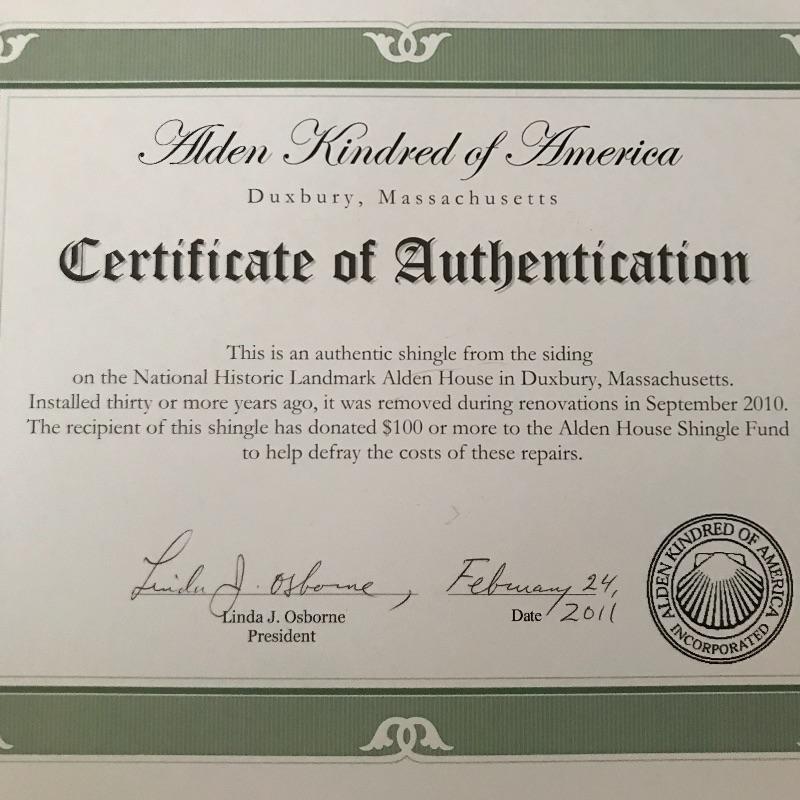 Alden Kindred of America
Duxbury, Massachusetts
Certificate of Authentication
This is an authentic shingle from the siding
on the National Historic Landmark Alden House in Duxbury, Massachusetts.
Installed thirty or more years ago, it was removed during renovations in September 2010.
The recipient of this shingle has donated $100 or more to the Alden House Shingle Fund
to help defray the costs of these repairs.
Linda J. Osborne, February 24,
Linda J. Osborne Date 2011
President
ALDEN KINDRED OF AMERICA
INCORPORATED